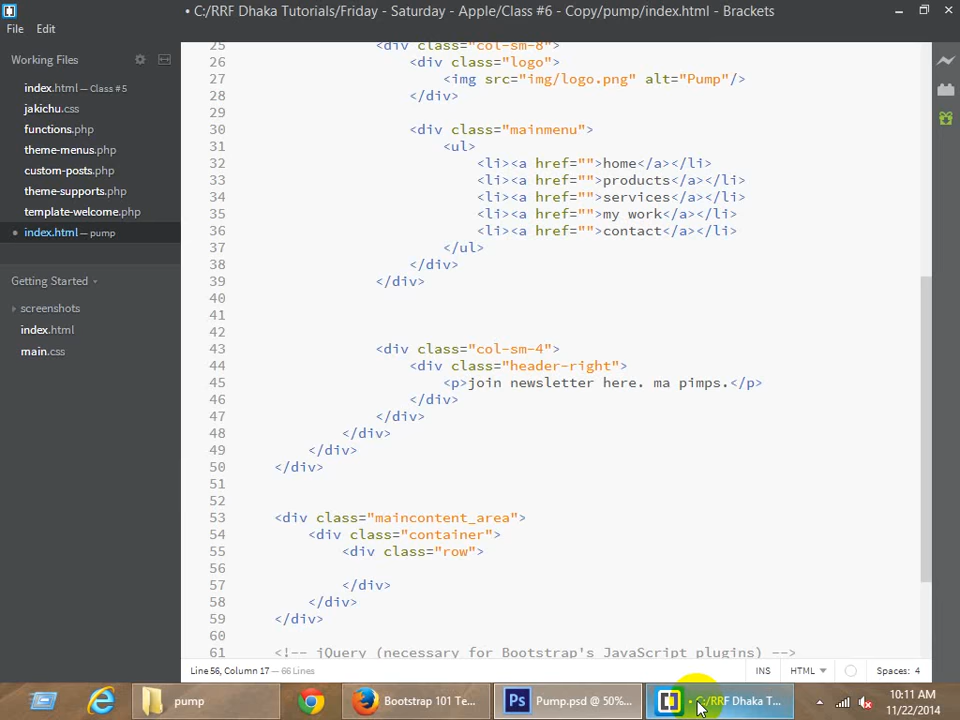 • C:/RRF Dhaka Tutorials/Friday - Saturday - Apple/Class #6 - Copy/pump/index.html - Brackets
File Edit
Working Files
index.html — Class #5
jakichu.css
functions.php
theme-menus.php
custom-posts.php
theme-supports.php
template-welcome.php
• index.html — pump
Getting Started
screenshots
index.html
main.css
25 <div class="col-sm-8">
26 <div class="logo">
27 <img src="img/logo.png" alt="Pump"/>
28 </div>
29
30 <div class="mainmenu">
31 <ul>
32 <li><a href="">home</a></li>
33 <li><a href="">products</a></li>
34 <li><a href="">services</a></li>
35 <li><a href="">my work</a></li>
36 <li><a href="">contact</a></li>
37 </ul>
38 </div>
39 </div>
40
41
42
43 <div class="col-sm-4">
44 <div class="header-right">
45 <p>join newsletter here. ma pimps.</p>
46 </div>
47 </div>
48 </div>
49 </div>
50 </div>
51
52
53 <div class="maincontent_area">
54 <div class="container">
55 <div class="row">
56
57 </div>
58 </div>
59 </div>
60
61 <!-- jQuery (necessary for Bootstrap's JavaScript plugins) -->
Line 56, Column 17 — 66 Lines
INS HTML Spaces: 4
pump
Bootstrap 101 Te...
Ps Pump.psd @ 50%...
• C:/RRF Dhaka T...
10:11 AM
11/22/2014